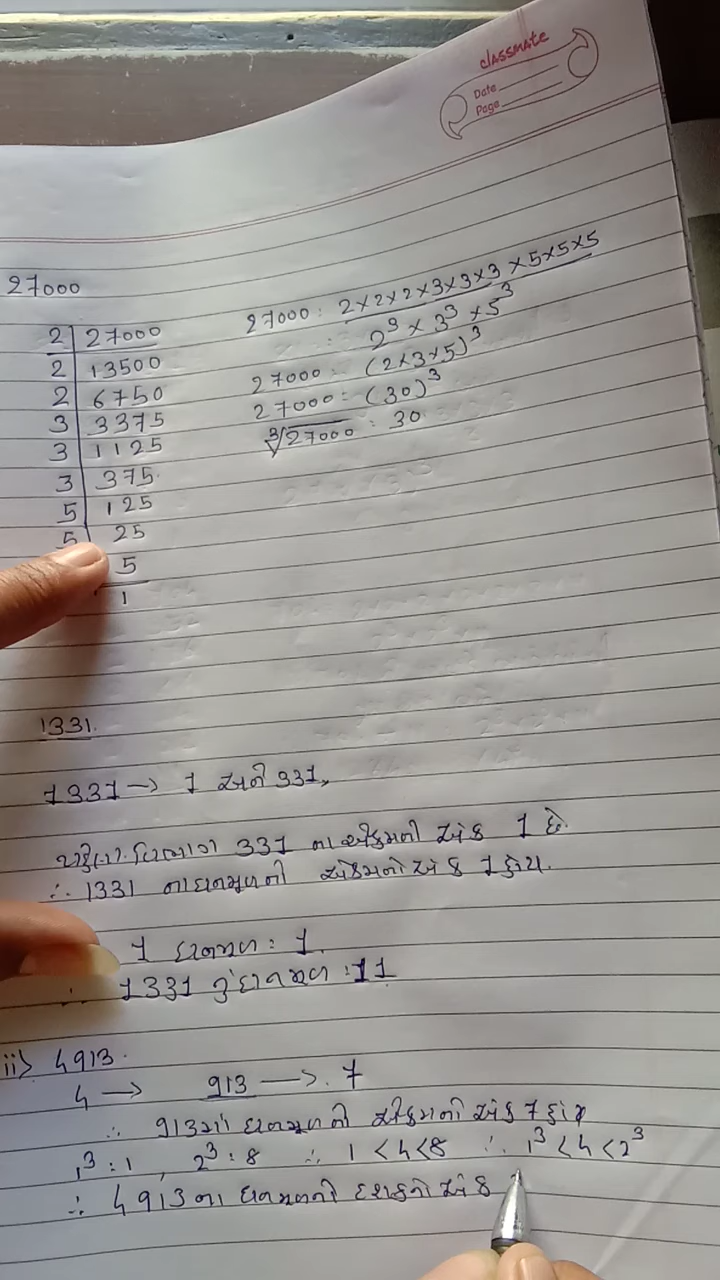 classmate
Date
Page
27000
2 27000
2 13500
2 6750
3 3375
3 1125
3 375
5 125
5 25
5
1
27000 : 2×2×2×3×3×3×5×5×5
: 2³ × 3³ × 5³
27000 : (2×3×5)³
27000 : (30)³
∛27000 : 30
1331.
1331 → 1 અને 331,
વિભાગ 331 ના એકમનો અંક 1 છે.
∴ 1331 ના ઘનમૂળનો એકમનો અંક 1 હોય.
1 ઘનમૂળ : 1.
∴ 1331 નું ઘનમૂળ : 11
ii> 4913.
4 → 913 →. 7
∴ 913નાં ઘનમૂળનો એકમનો અંક 7 હોય
1³ : 1, 2³ : 8 ∴ 1 < 4 < 8 ∴ 1³ < 4 < 2³
∴ 4913ના ઘનમૂળનો દશકનો અંક